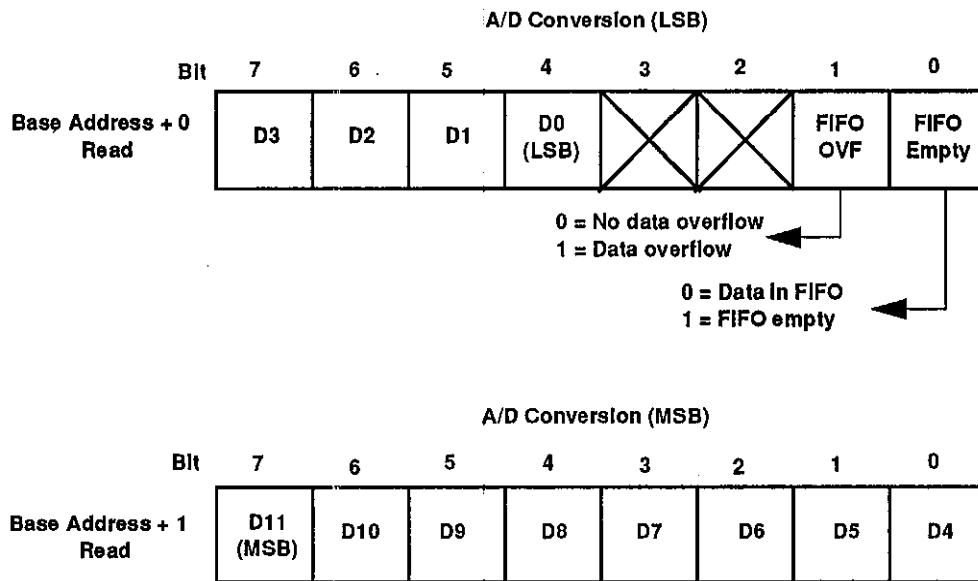 A/D Conversion (LSB)
Bit 7 6 5 4 3 2 1 0
Base Address + 0
Read
D3 D2 D1 D0
(LSB)
FIFO
OVF
FIFO
Empty
0 = No data overflow
1 = Data overflow
0 = Data in FIFO
1 = FIFO empty
A/D Conversion (MSB)
Bit 7 6 5 4 3 2 1 0
Base Address + 1
Read
D11
(MSB)
D10 D9 D8 D7 D6 D5 D4